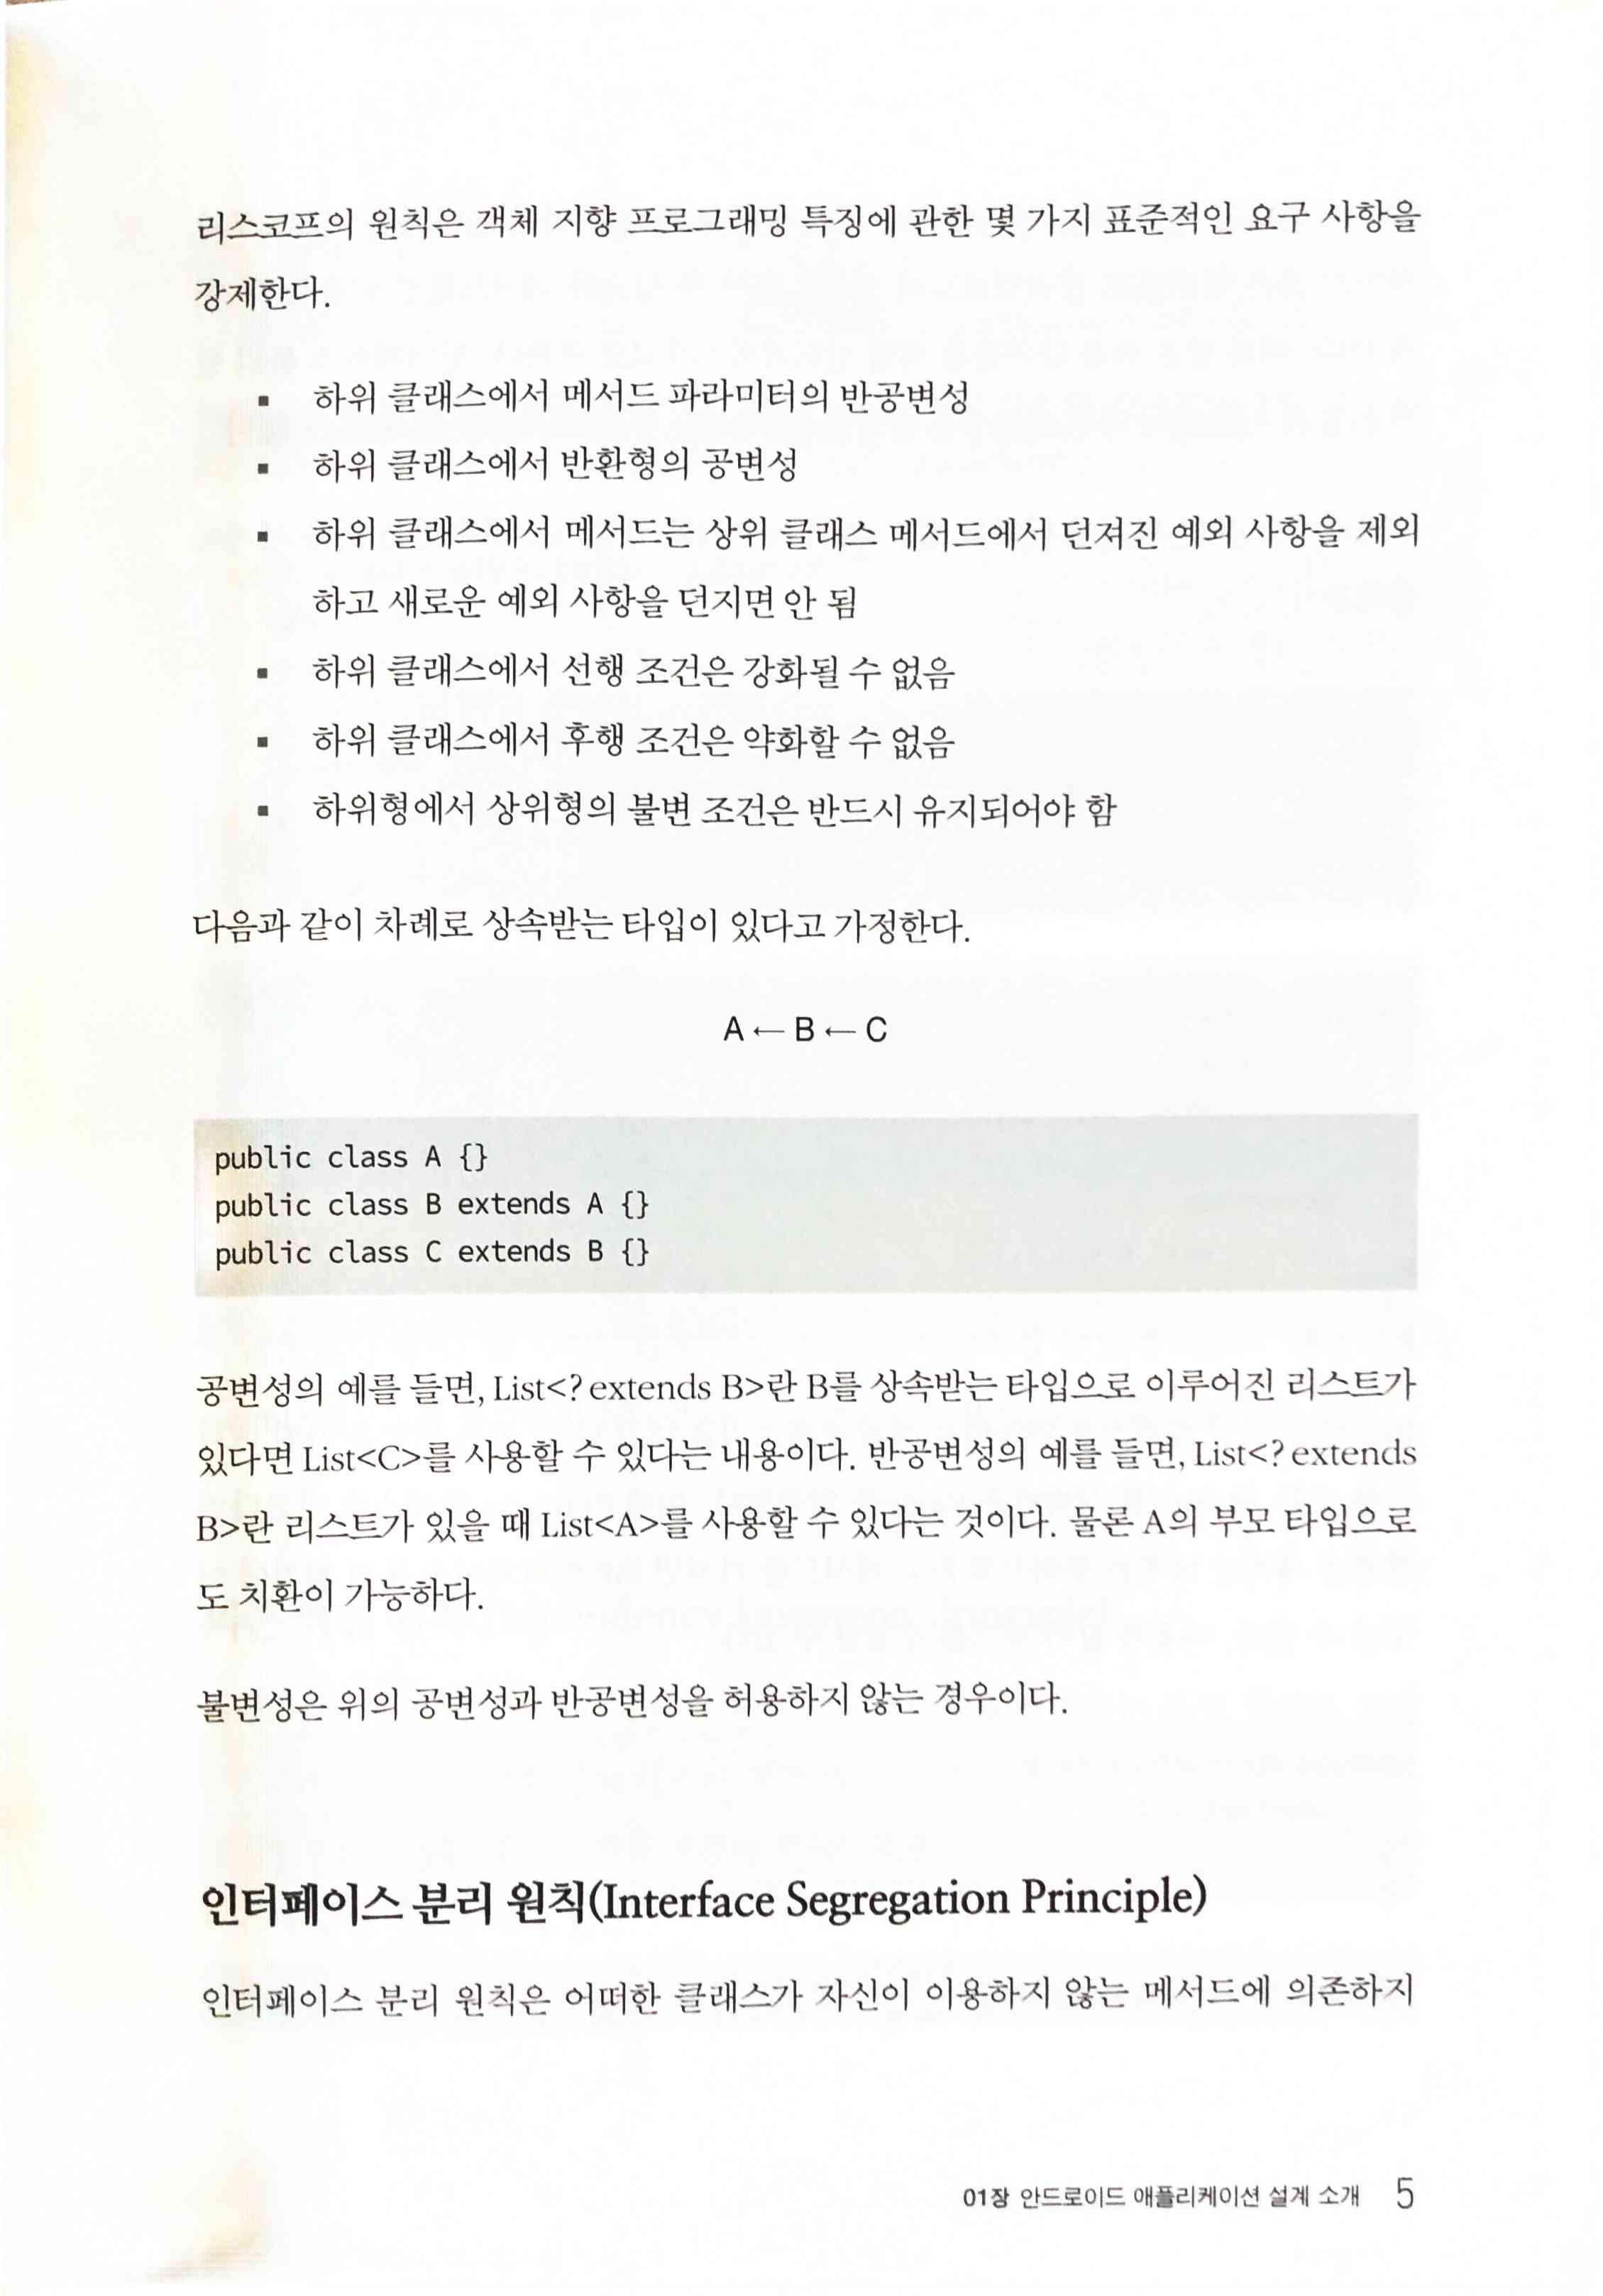 리스코프의 원칙은 객체 지향 프로그래밍 특징에 관한 몇 가지 표준적인 요구 사항을
강제한다.
▪ 하위 클래스에서 메서드 파라미터의 반공변성
▪ 하위 클래스에서 반환형의 공변성
▪ 하위 클래스에서 메서드는 상위 클래스 메서드에서 던져진 예외 사항을 제외
하고 새로운 예외 사항을 던지면 안 됨
▪ 하위 클래스에서 선행 조건은 강화될 수 없음
▪ 하위 클래스에서 후행 조건은 약화할 수 없음
▪ 하위형에서 상위형의 불변 조건은 반드시 유지되어야 함
다음과 같이 차례로 상속받는 타입이 있다고 가정한다.
A ← B ← C
public class A {}
public class B extends A {}
public class C extends B {}
공변성의 예를 들면, List<? extends B>란 B를 상속받는 타입으로 이루어진 리스트가
있다면 List<C>를 사용할 수 있다는 내용이다. 반공변성의 예를 들면, List<? extends
B>란 리스트가 있을 때 List<A>를 사용할 수 있다는 것이다. 물론 A의 부모 타입으로
도 치환이 가능하다.
불변성은 위의 공변성과 반공변성을 허용하지 않는 경우이다.
인터페이스 분리 원칙(Interface Segregation Principle)
인터페이스 분리 원칙은 어떠한 클래스가 자신이 이용하지 않는 메서드에 의존하지
01장 안드로이드 애플리케이션 설계 소개 5